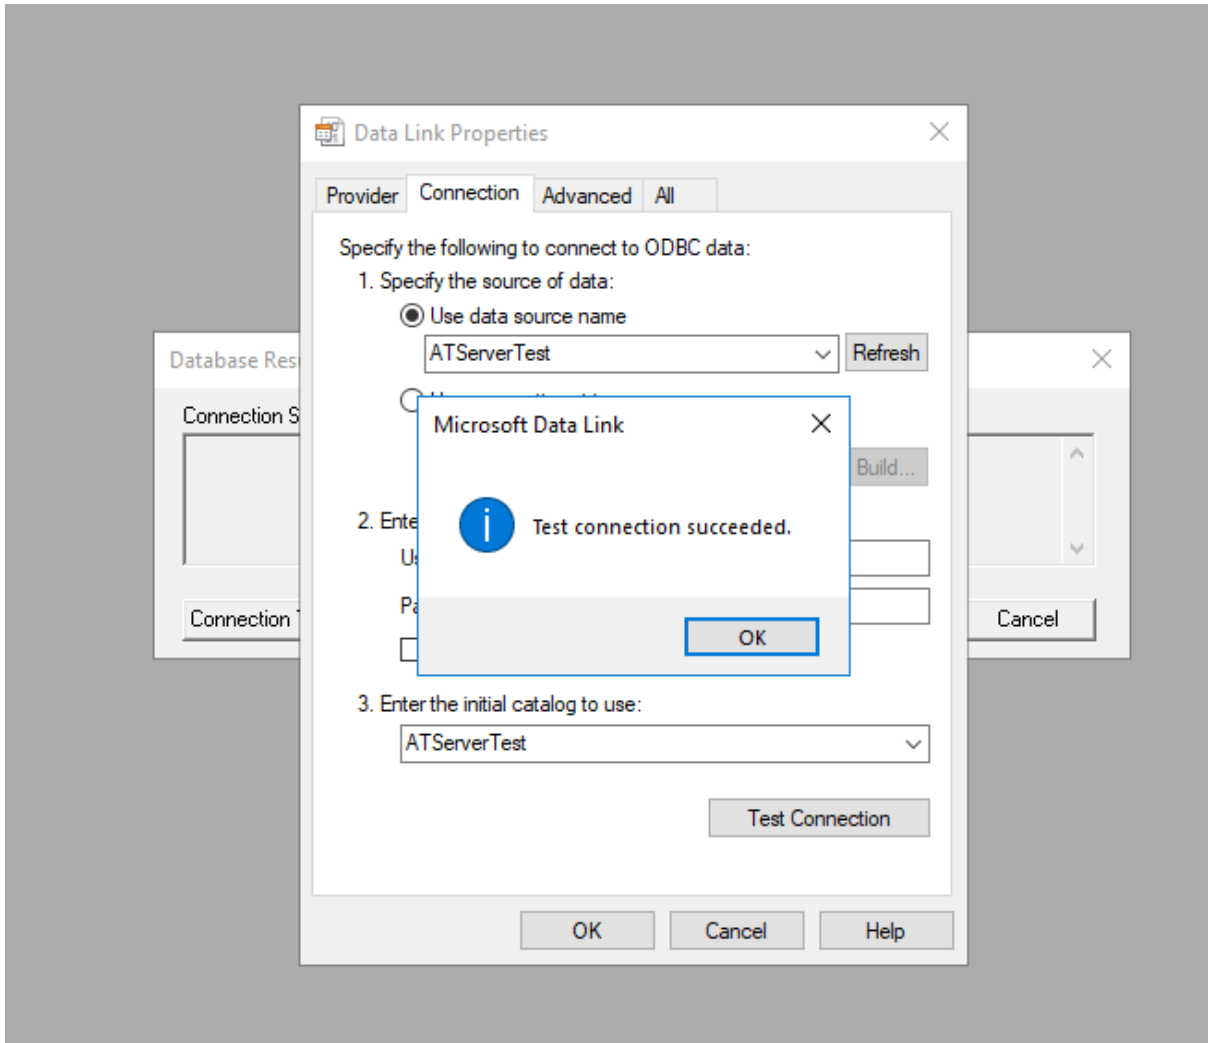 Data Link Properties
Provider Connection Advanced All
Specify the following to connect to ODBC data:
1. Specify the source of data:
Use data source name
ATServerTest Refresh
Database
Connection
Microsoft Data Link
Build...
2.
Test connection succeeded.
OK
Connection
Cancel
3. Enter the initial catalog to use:
ATServerTest
Test Connection
OK Cancel Help